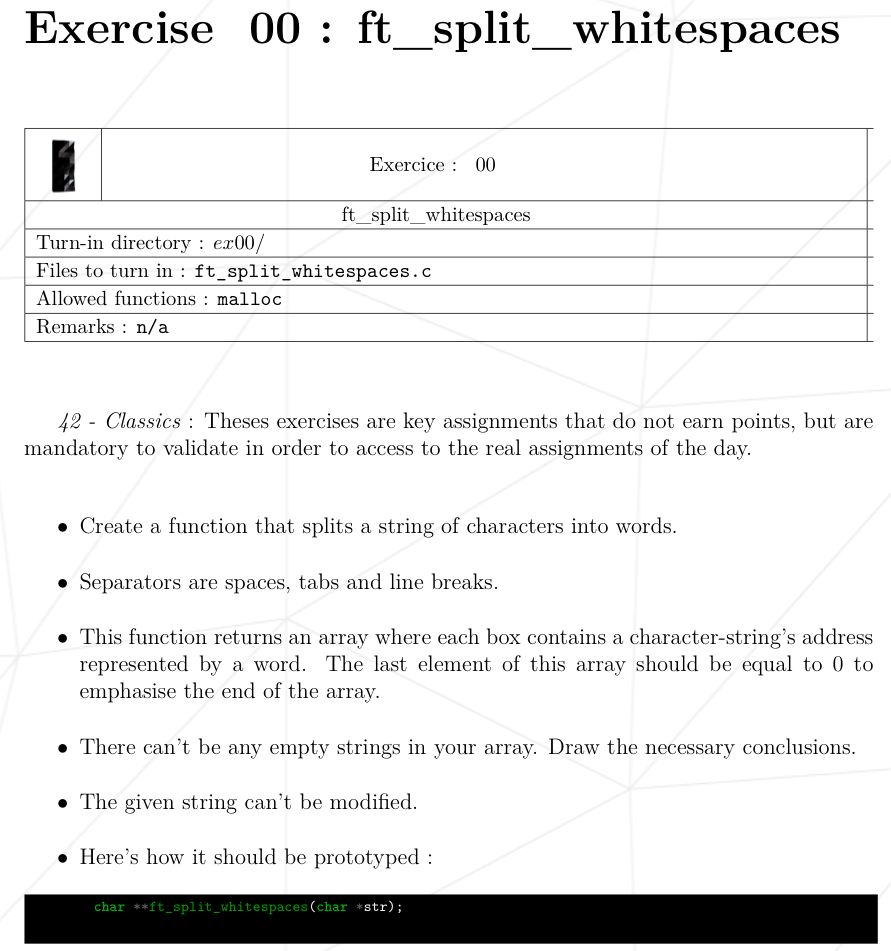 Exercise 00 : ft_split_whitespaces
Exercice : 00
ft_split_whitespaces
Turn-in directory : ex00/
Files to turn in : ft_split_whitespaces.c
Allowed functions : malloc
Remarks : n/a
42 - Classics : Theses exercises are key assignments that do not earn points, but are
mandatory to validate in order to access to the real assignments of the day.
• Create a function that splits a string of characters into words.
• Separators are spaces, tabs and line breaks.
• This function returns an array where each box contains a character-string's address
represented by a word. The last element of this array should be equal to 0 to
emphasise the end of the array.
• There can't be any empty strings in your array. Draw the necessary conclusions.
• The given string can't be modified.
• Here's how it should be prototyped :
char **ft_split_whitespaces(char *str);